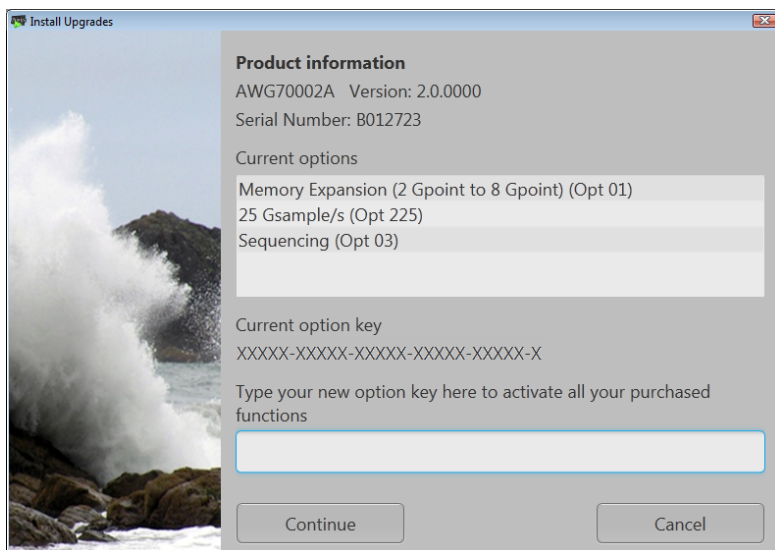 Install Upgrades
Product information
AWG70002A Version: 2.0.0000
Serial Number: B012723
Current options
Memory Expansion (2 Gpoint to 8 Gpoint) (Opt 01)
25 Gsample/s (Opt 225)
Sequencing (Opt 03)
Current option key
XXXXX-XXXXX-XXXXX-XXXXX-XXXXX-X
Type your new option key here to activate all your purchased
functions
Continue
Cancel